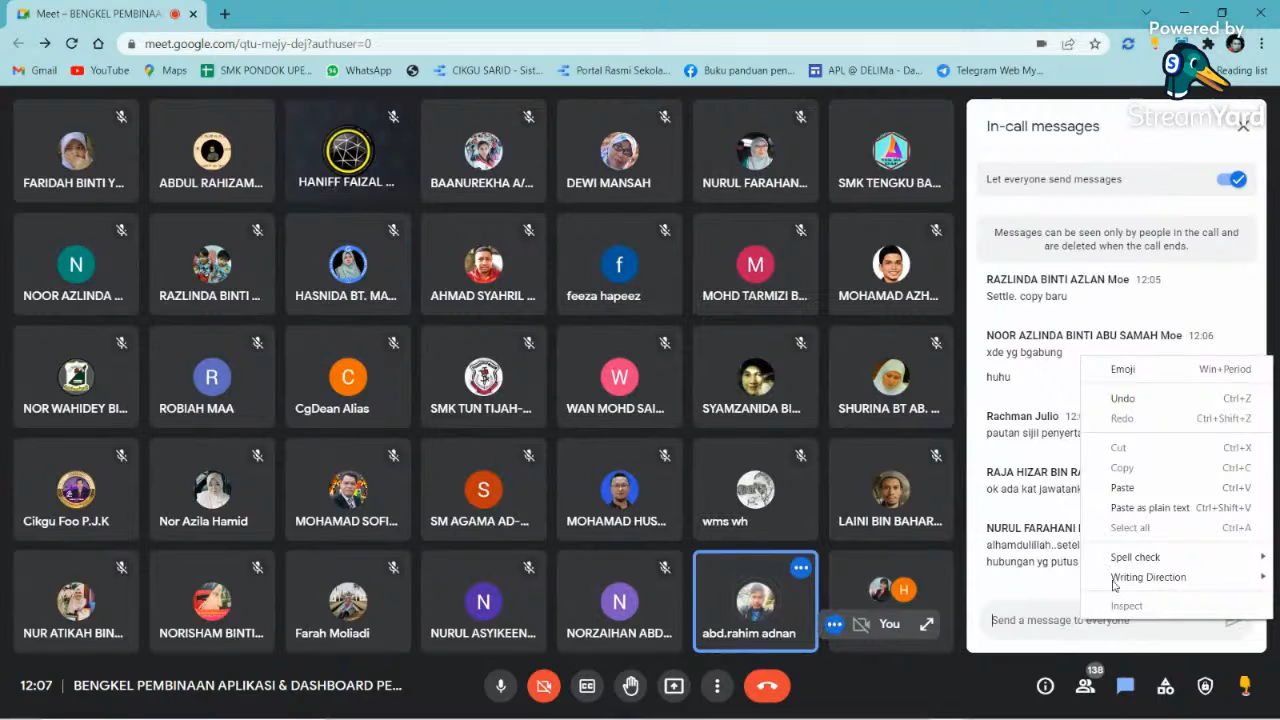 Meet – BENGKEL PEMBINAA
Powered by
meet.google.com/qtu-mejy-dej?authuser=0
Gmail
YouTube
Maps
SMK PONDOK UPE...
WhatsApp
CIKGU SARID - Sist...
Portal Rasmi Sekola...
Buku panduan pen...
APL @ DELIMa - Da...
Telegram Web My...
Reading list
StreamYard
FARIDAH BINTI Y...
ABDUL RAHIZAM...
HANIFF FAIZAL ...
BAANUREKHA A/...
DEWI MANSAH
NURUL FARAHAN...
SMK TENGKU BA...
N
NOOR AZLINDA ...
RAZLINDA BINTI ...
HASNIDA BT. MA...
AHMAD SYAHRIL ...
f
feeza hapeez
M
MOHD TARMIZI B...
MOHAMAD AZH...
NOR WAHIDEY BI...
R
ROBIAH MAA
C
CgDean Alias
SMK TUN TIJAH-...
W
WAN MOHD SAI...
SYAMZANIDA BI...
SHURINA BT AB. ...
Cikgu Foo P.J.K
Nor Azila Hamid
MOHAMAD SOFI...
S
SM AGAMA AD-...
MOHAMAD HUS...
wms wh
LAINI BIN BAHAR...
NUR ATIKAH BIN...
NORISHAM BINTI...
Farah Moliadi
N
NURUL ASYIKEEN...
N
NORZAIHAN ABD...
abd.rahim adnan
H
You
In-call messages
Let everyone send messages
Messages can be seen only by people in the call and
are deleted when the call ends.
RAZLINDA BINTI AZLAN Moe 12:05
Settle. copy baru
NOOR AZLINDA BINTI ABU SAMAH Moe 12:06
xde yg bgabung
huhu
Rachman Julio
pautan sijil penyerta
RAJA HIZAR BIN RA
ok ada kat jawatank
NURUL FARAHANI
alhamdulillah..setel
hubungan yg putus
Send a message to everyone
Emoji Win+Period
Undo Ctrl+Z
Redo Ctrl+Shift+Z
Cut Ctrl+X
Copy Ctrl+C
Paste Ctrl+V
Paste as plain text Ctrl+Shift+V
Select all Ctrl+A
Spell check
Writing Direction
Inspect
12:07 | BENGKEL PEMBINAAN APLIKASI & DASHBOARD PE...
138